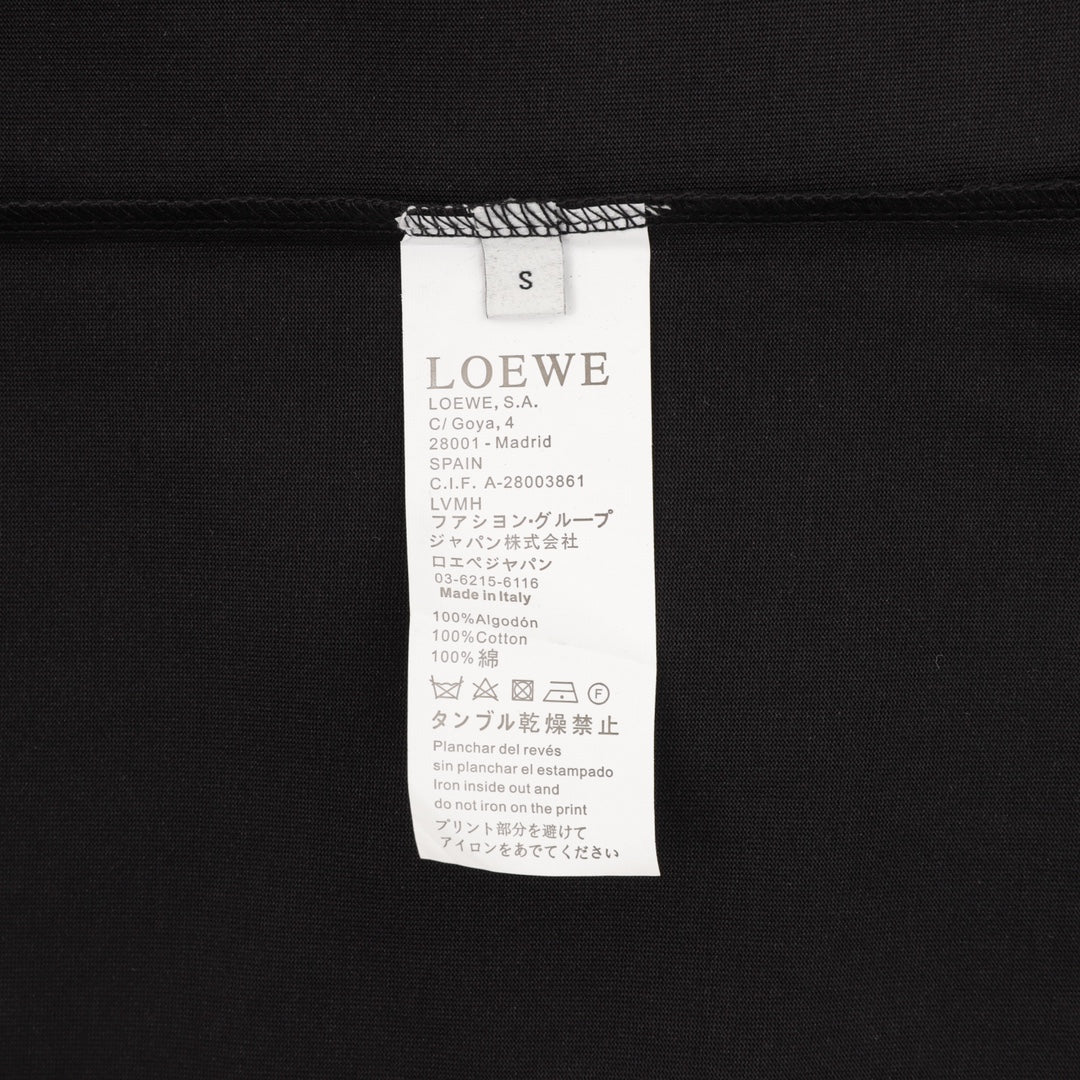 S
LOEWE
LOEWE, S.A.
C/ Goya, 4
28001 - Madrid
SPAIN
C.I.F. A-28003861
LVMH
フアシヨン・グループ
ジャパン株式会社
ロエペジヤパン
03-6215-6116
Made in Italy
100%Algodón
100%Cotton
100%綿
F
タンブル乾燥禁止
Planchar del revés
sin planchar el estampado
Iron inside out and
do not iron on the print
プリント部分を避けて
アイロンをあでてください